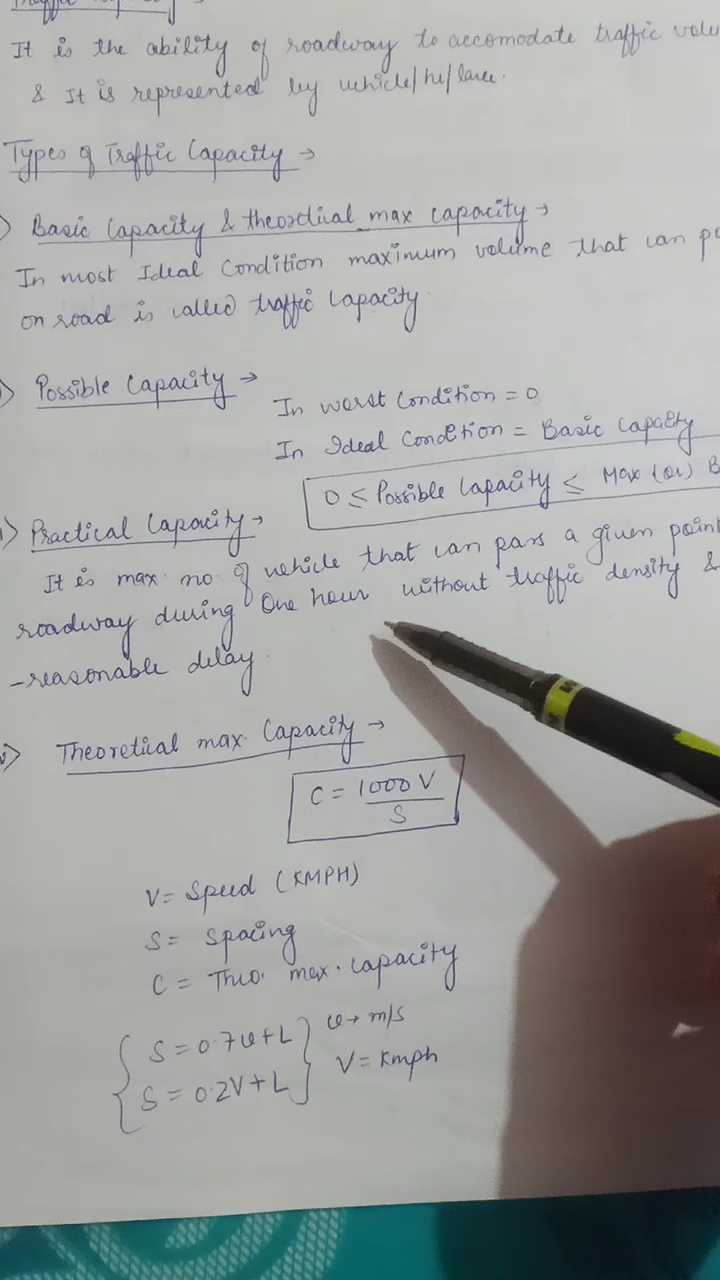 It is the ability of roadway to accomodate traffic
& It is represented by vehicle/hr/lane.
Types of Traffic Capacity →
Basic Capacity & theoretical max capacity →
In most Ideal Condition maximum volume that can
on road is called traffic Capacity
Possible Capacity →
In worst Condition = 0
In Ideal Condition = Basic Capacity
0 ≤ Possible Capacity ≤ Max (or) B
Practical Capacity →
It is max. no. of vehicle that can pass a given point
roadway during One hour without traffic density &
-reasonable delay.
Theoretical max. Capacity →
C = 1000 V
S
V = Speed (KMPH)
S = Spacing
C = Theo. max. capacity
S = 0.7v + L } v → m/s
S = 0.2V + L } V = Kmph